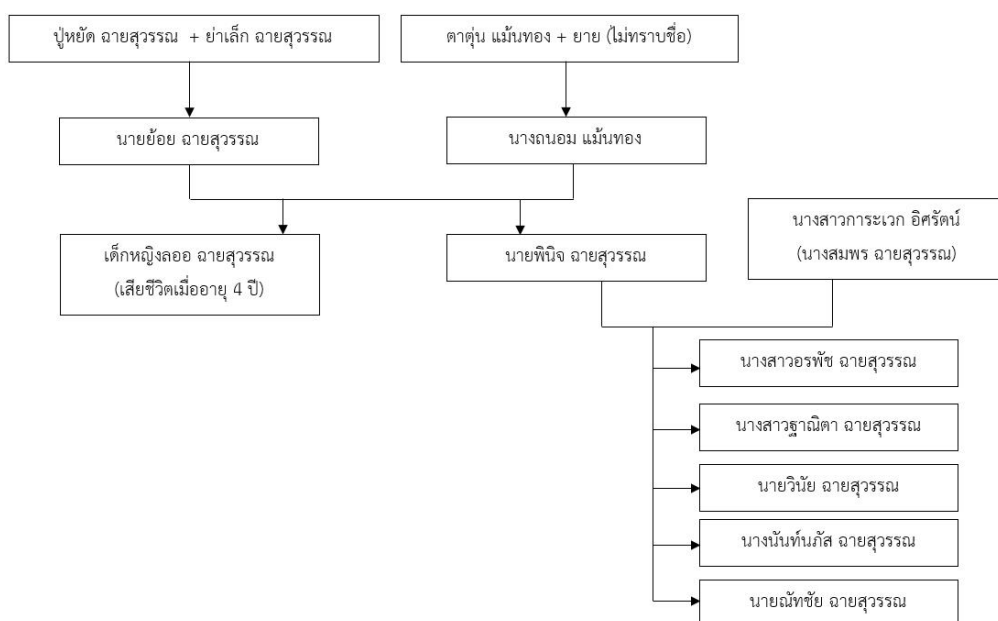 ปู่หยัด ฉายสุวรรณ + ย่าเล็ก ฉายสุวรรณ
ตาตุ่น แม้นทอง + ยาย (ไม่ทราบชื่อ)
นายย้อย ฉายสุวรรณ
นางถนอม แม้นทอง
เด็กหญิงลออ ฉายสุวรรณ
(เสียชีวิตเมื่ออายุ 4 ปี)
นายพินิจ ฉายสุวรรณ
นางสาวการะเวก อิศรัตน์
(นางสมพร ฉายสุวรรณ)
นางสาวอรพัช ฉายสุวรรณ
นางสาวฐาณิตา ฉายสุวรรณ
นายวินัย ฉายสุวรรณ
นางนันท์นภัส ฉายสุวรรณ
นายณัทชัย ฉายสุวรรณ